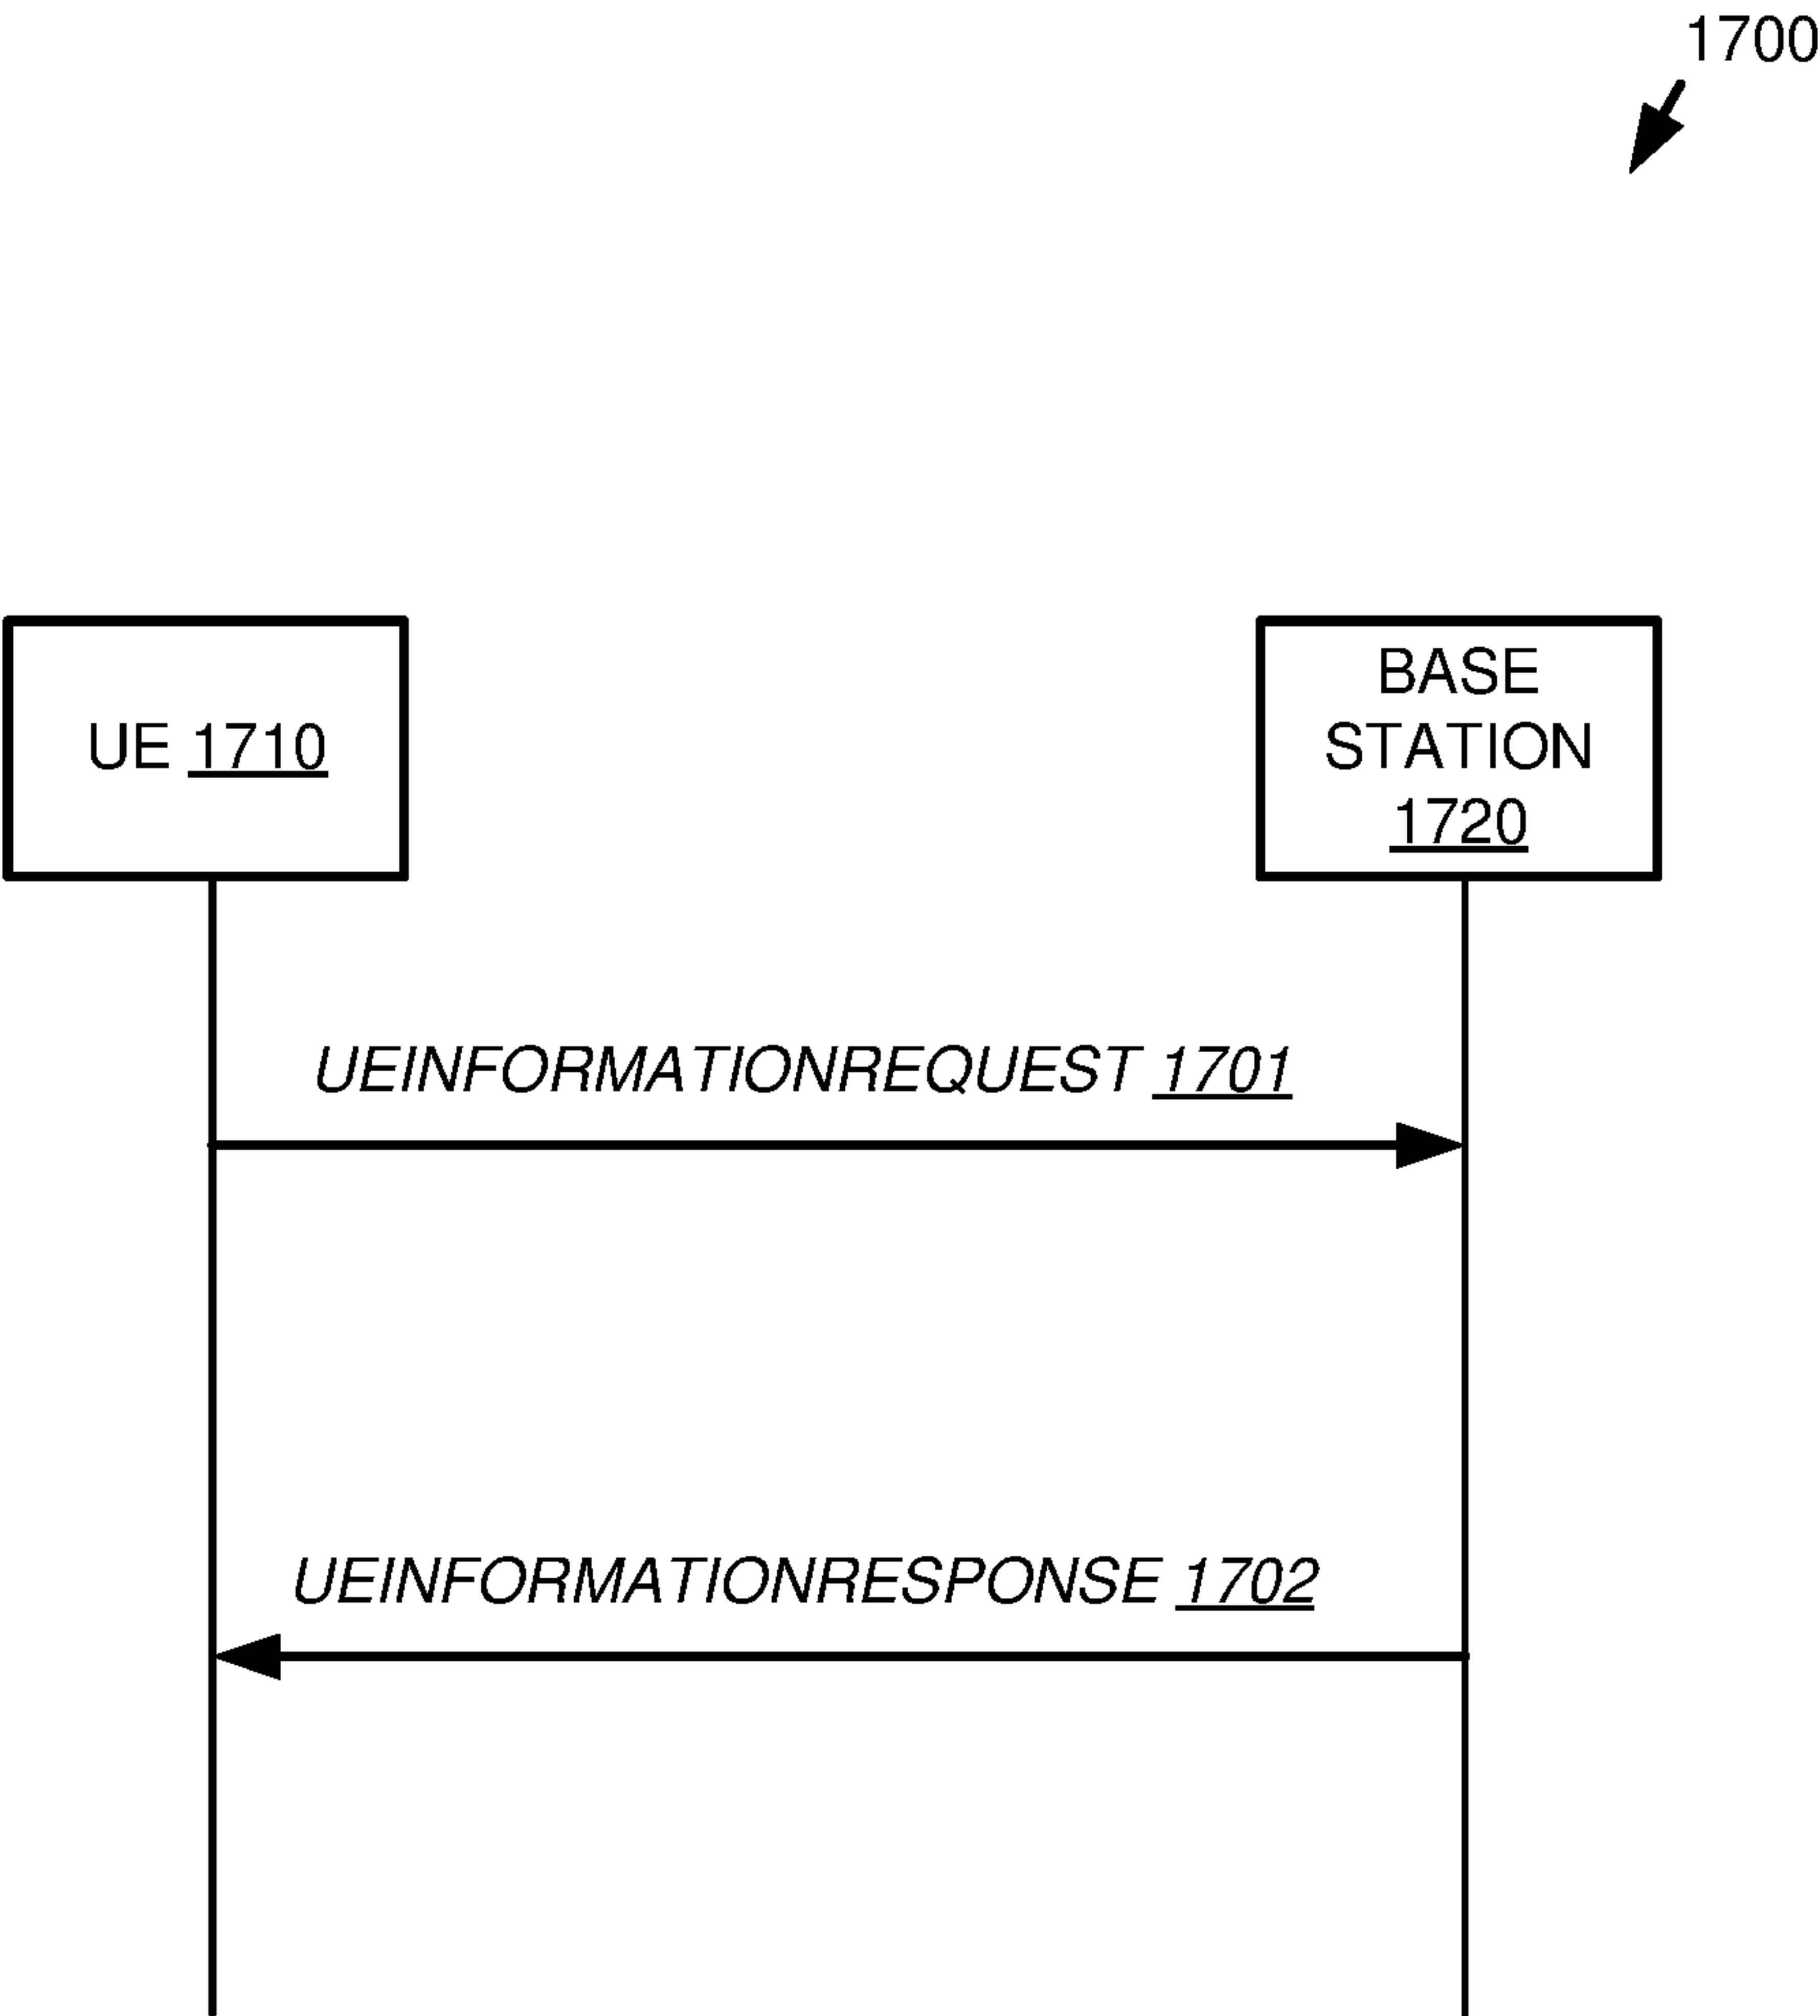 1700
UE 1710
BASE
STATION
1720
UEINFORMATIONREQUEST 1701
UEINFORMATIONRESPONSE 1702